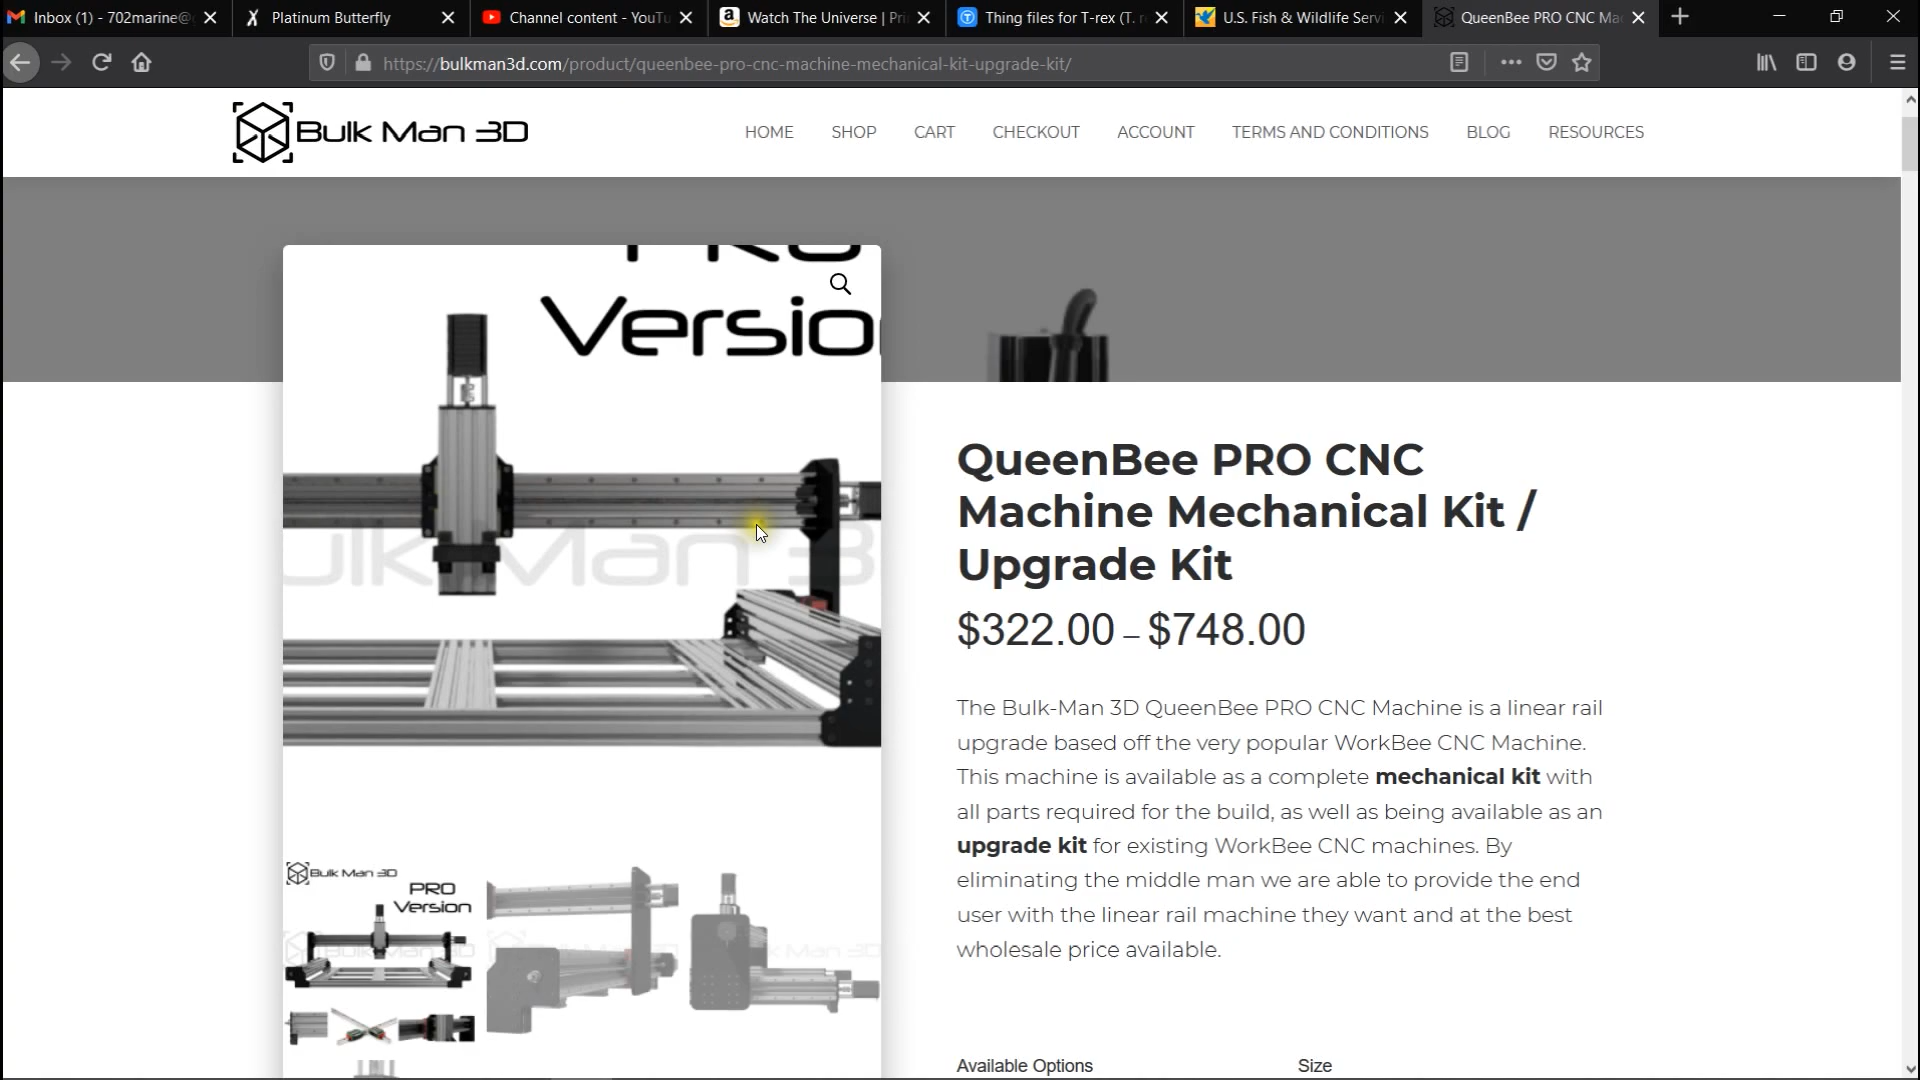 Inbox (1) - 702marine@
Platinum Butterfly
Channel content - YouTu
Watch The Universe | Pri
Thing files for T-rex (T. r
U.S. Fish & Wildlife Servi
QueenBee PRO CNC Ma
https://bulkman3d.com/product/queenbee-pro-cnc-machine-mechanical-kit-upgrade-kit/
Bulk Man 3D
HOME
SHOP
CART
CHECKOUT
ACCOUNT
TERMS AND CONDITIONS
BLOG
RESOURCES
PRO
Versio
ulk Man 3
QueenBee PRO CNC
Machine Mechanical Kit /
Upgrade Kit
$322.00 – $748.00
The Bulk-Man 3D QueenBee PRO CNC Machine is a linear rail
upgrade based off the very popular WorkBee CNC Machine.
This machine is available as a complete mechanical kit with
all parts required for the build, as well as being available as an
upgrade kit for existing WorkBee CNC machines. By
eliminating the middle man we are able to provide the end
user with the linear rail machine they want and at the best
wholesale price available.
Bulk Man 3D
PRO
Version
Available Options
Size